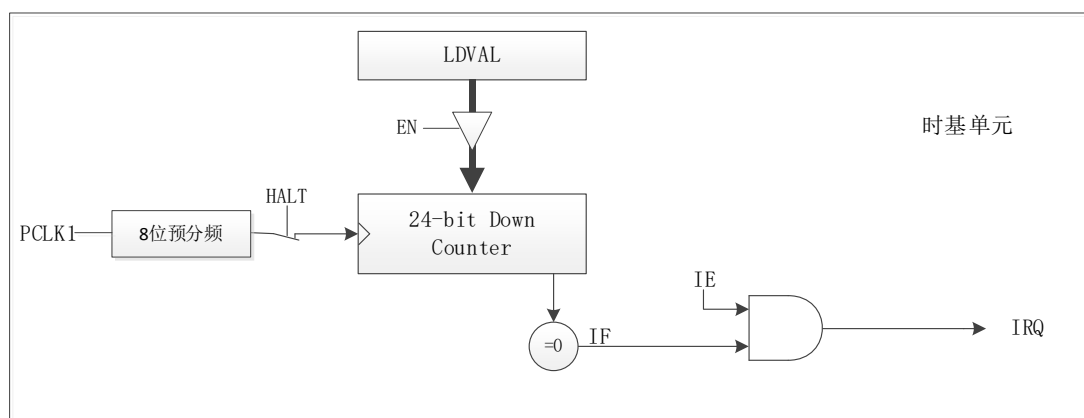 LDVAL
EN
时基单元
HALT
PCLK1
8位预分频
24-bit Down
Counter
IE
=0
IF
IRQ